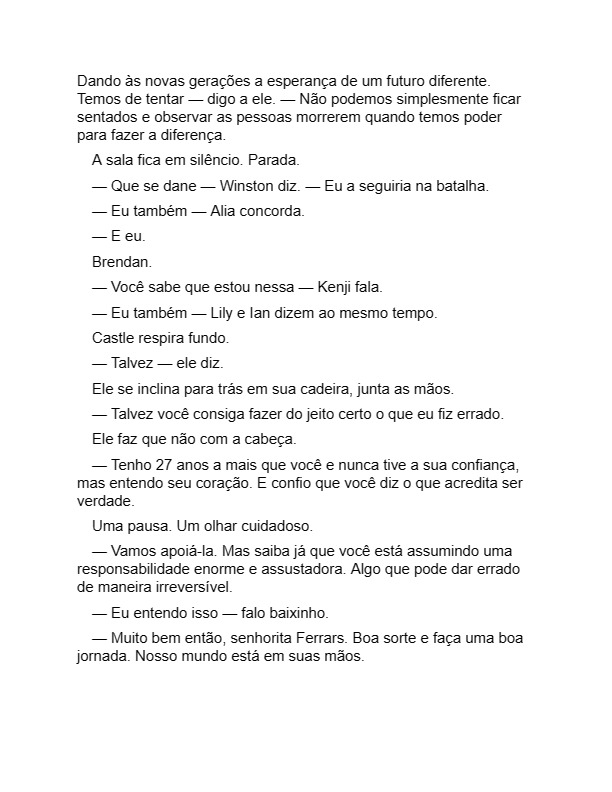 Dando às novas gerações a esperança de um futuro diferente.
Temos de tentar — digo a ele. — Não podemos simplesmente ficar
sentados e observar as pessoas morrerem quando temos poder
para fazer a diferença.
A sala fica em silêncio. Parada.
— Que se dane — Winston diz. — Eu a seguiria na batalha.
— Eu também — Alia concorda.
— E eu.
Brendan.
— Você sabe que estou nessa — Kenji fala.
— Eu também — Lily e Ian dizem ao mesmo tempo.
Castle respira fundo.
— Talvez — ele diz.
Ele se inclina para trás em sua cadeira, junta as mãos.
— Talvez você consiga fazer do jeito certo o que eu fiz errado.
Ele faz que não com a cabeça.
— Tenho 27 anos a mais que você e nunca tive a sua confiança,
mas entendo seu coração. E confio que você diz o que acredita ser
verdade.
Uma pausa. Um olhar cuidadoso.
— Vamos apoiá-la. Mas saiba já que você está assumindo uma
responsabilidade enorme e assustadora. Algo que pode dar errado
de maneira irreversível.
— Eu entendo isso — falo baixinho.
— Muito bem então, senhorita Ferrars. Boa sorte e faça uma boa
jornada. Nosso mundo está em suas mãos.